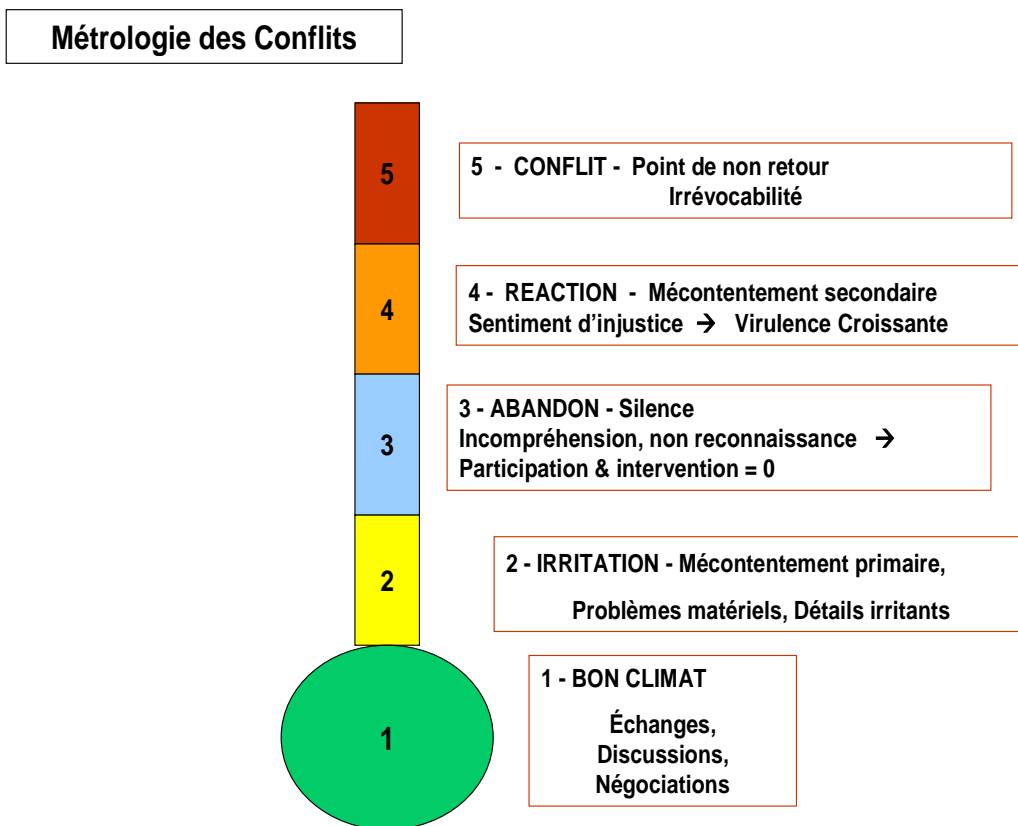 Métrologie des Conflits
5
5 - CONFLIT - Point de non retour
Irrévocabilité
4
4 - REACTION - Mécontentement secondaire
Sentiment d'injustice → Virulence Croissante
3
3 - ABANDON - Silence
Incompréhension, non reconnaissance →
Participation & intervention = 0
2
2 - IRRITATION - Mécontentement primaire,
Problèmes matériels, Détails irritants
1
1 - BON CLIMAT
Échanges,
Discussions,
Négociations